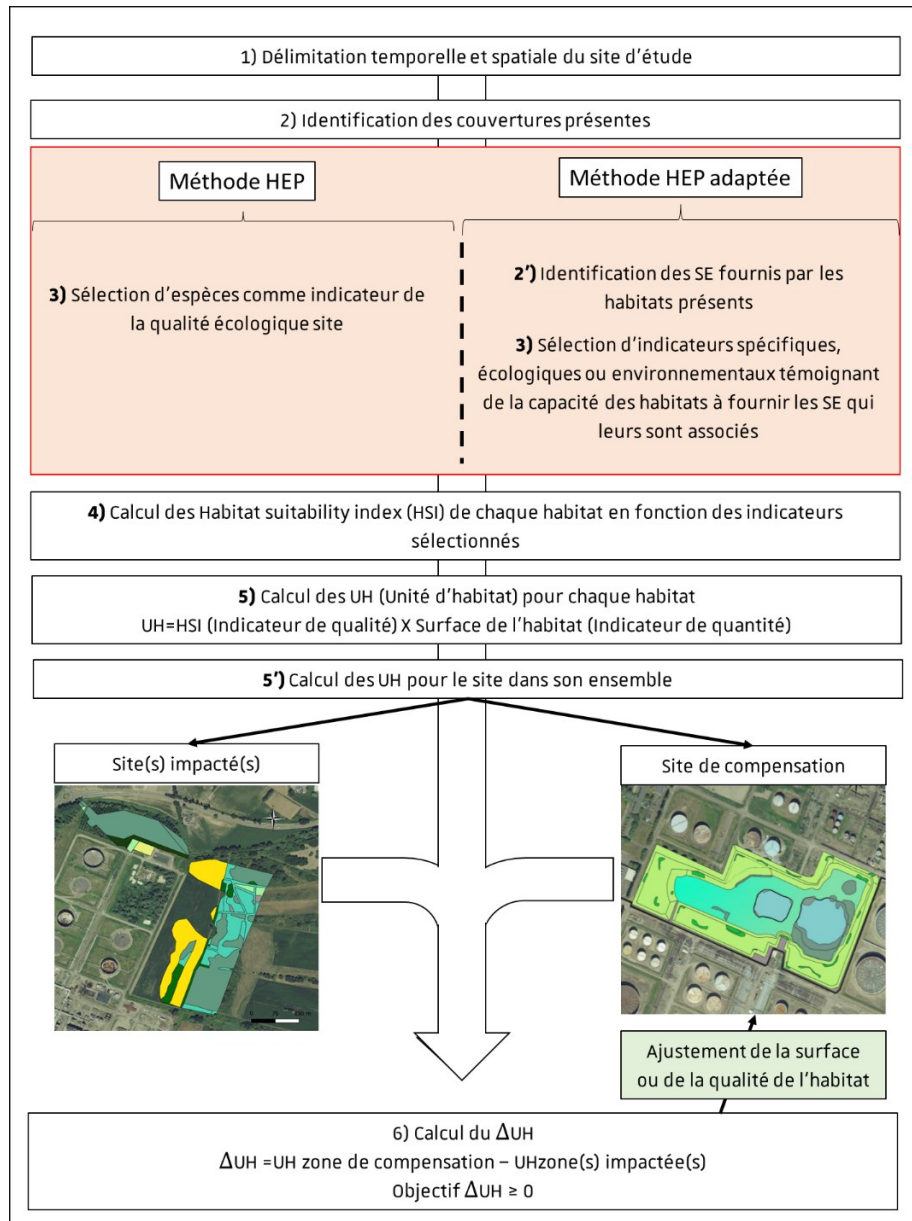 1) Délimitation temporelle et spatiale du site d'étude
2) Identification des couvertures présentes
Méthode HEP
Méthode HEP adaptée
3) Sélection d'espèces comme indicateur de
la qualité écologique site
2') Identification des SE fournis par les
habitats présents
3) Sélection d'indicateurs spécifiques,
écologiques ou environnementaux témoignant
de la capacité des habitats à fournir les SE qui
leurs sont associés
4) Calcul des Habitat suitability index (HSI) de chaque habitat en fonction des indicateurs
sélectionnés
5) Calcul des UH (Unité d'habitat) pour chaque habitat
UH=HSI (Indicateur de qualité) X Surface de l'habitat (Indicateur de quantité)
5') Calcul des UH pour le site dans son ensemble
Site(s) impacté(s)
Site de compensation
Ajustement de la surface
ou de la qualité de l'habitat
6) Calcul du ΔUH
ΔUH =UH zone de compensation – UHzone(s) impactée(s)
Objectif ΔUH ≥ 0